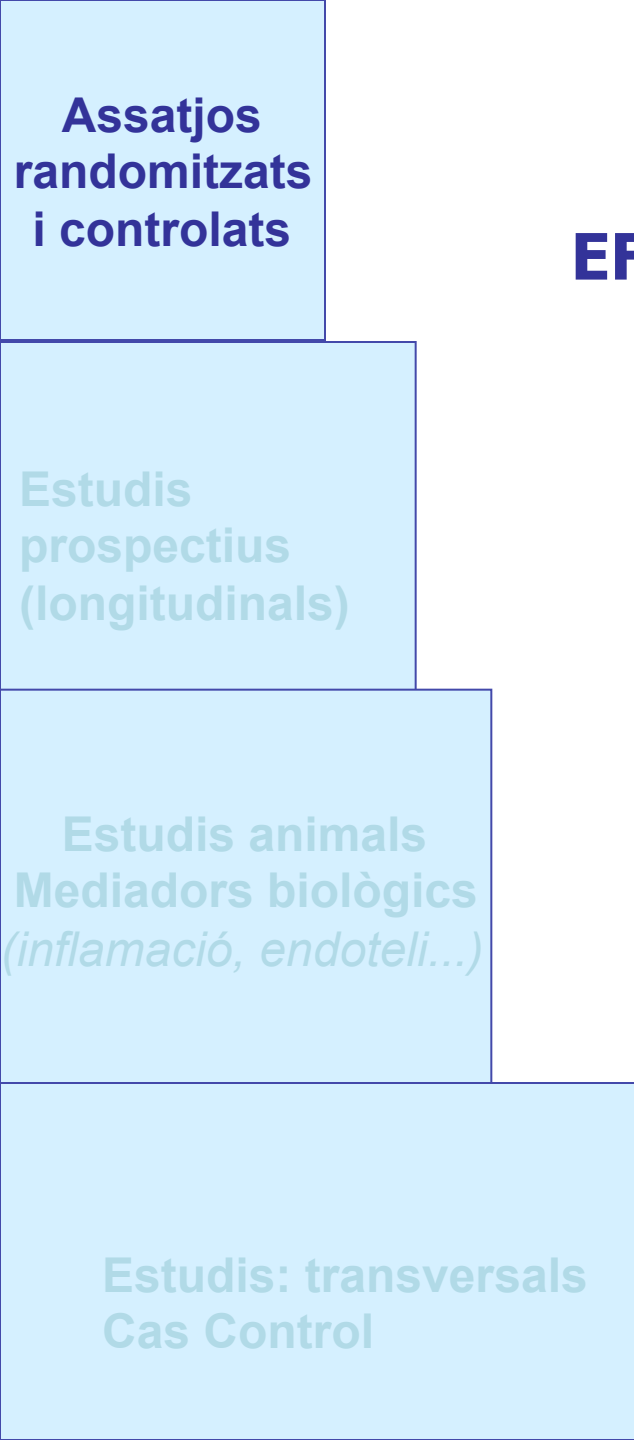 Assatjos
randomitzats
i controlats
Estudis
prospectius
(longitudinals)
Estudis animals
Mediadors biològics
(inflamació, endoteli...)
Estudis: transversals
Cas Control